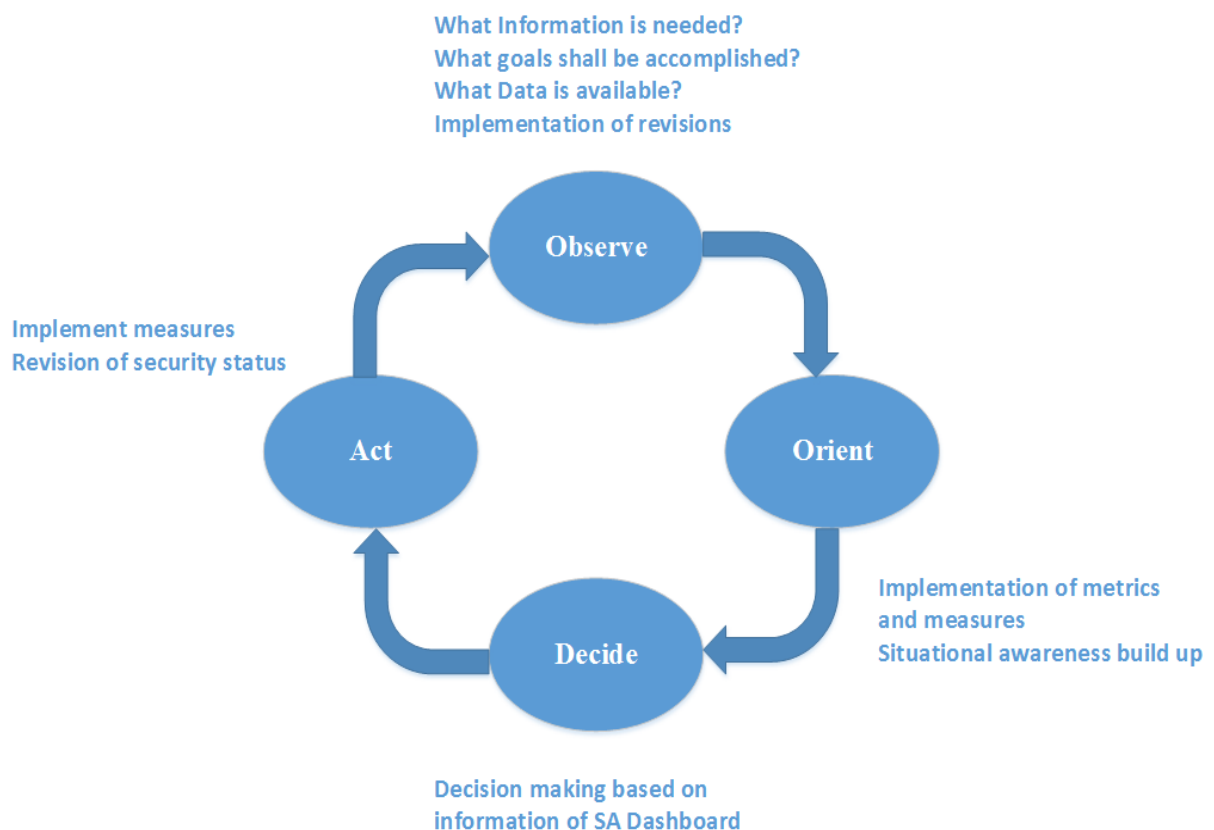 What Information is needed?
What goals shall be accomplished?
What Data is available?
Implementation of revisions
Observe
Implement measures
Revision of security status
Act
Orient
Implementation of metrics
and measures
Situational awareness build up
Decide
Decision making based on
information of SA Dashboard